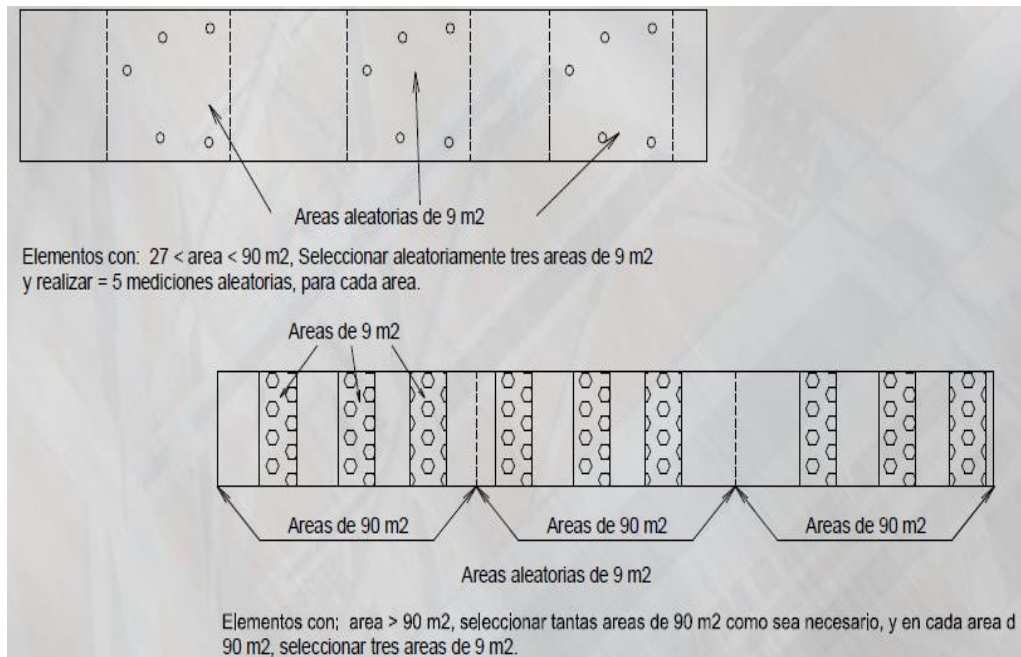 Areas aleatorias de 9 m2
Elementos con: 27 < area < 90 m2, Seleccionar aleatoriamente tres areas de 9 m2
y realizar = 5 mediciones aleatorias, para cada area.
Areas de 9 m2
Areas de 90 m2
Areas de 90 m2
Areas de 90 m2
Areas aleatorias de 9 m2
Elementos con; area > 90 m2, seleccionar tantas areas de 90 m2 como sea necesario, y en cada area d
90 m2, seleccionar tres areas de 9 m2.